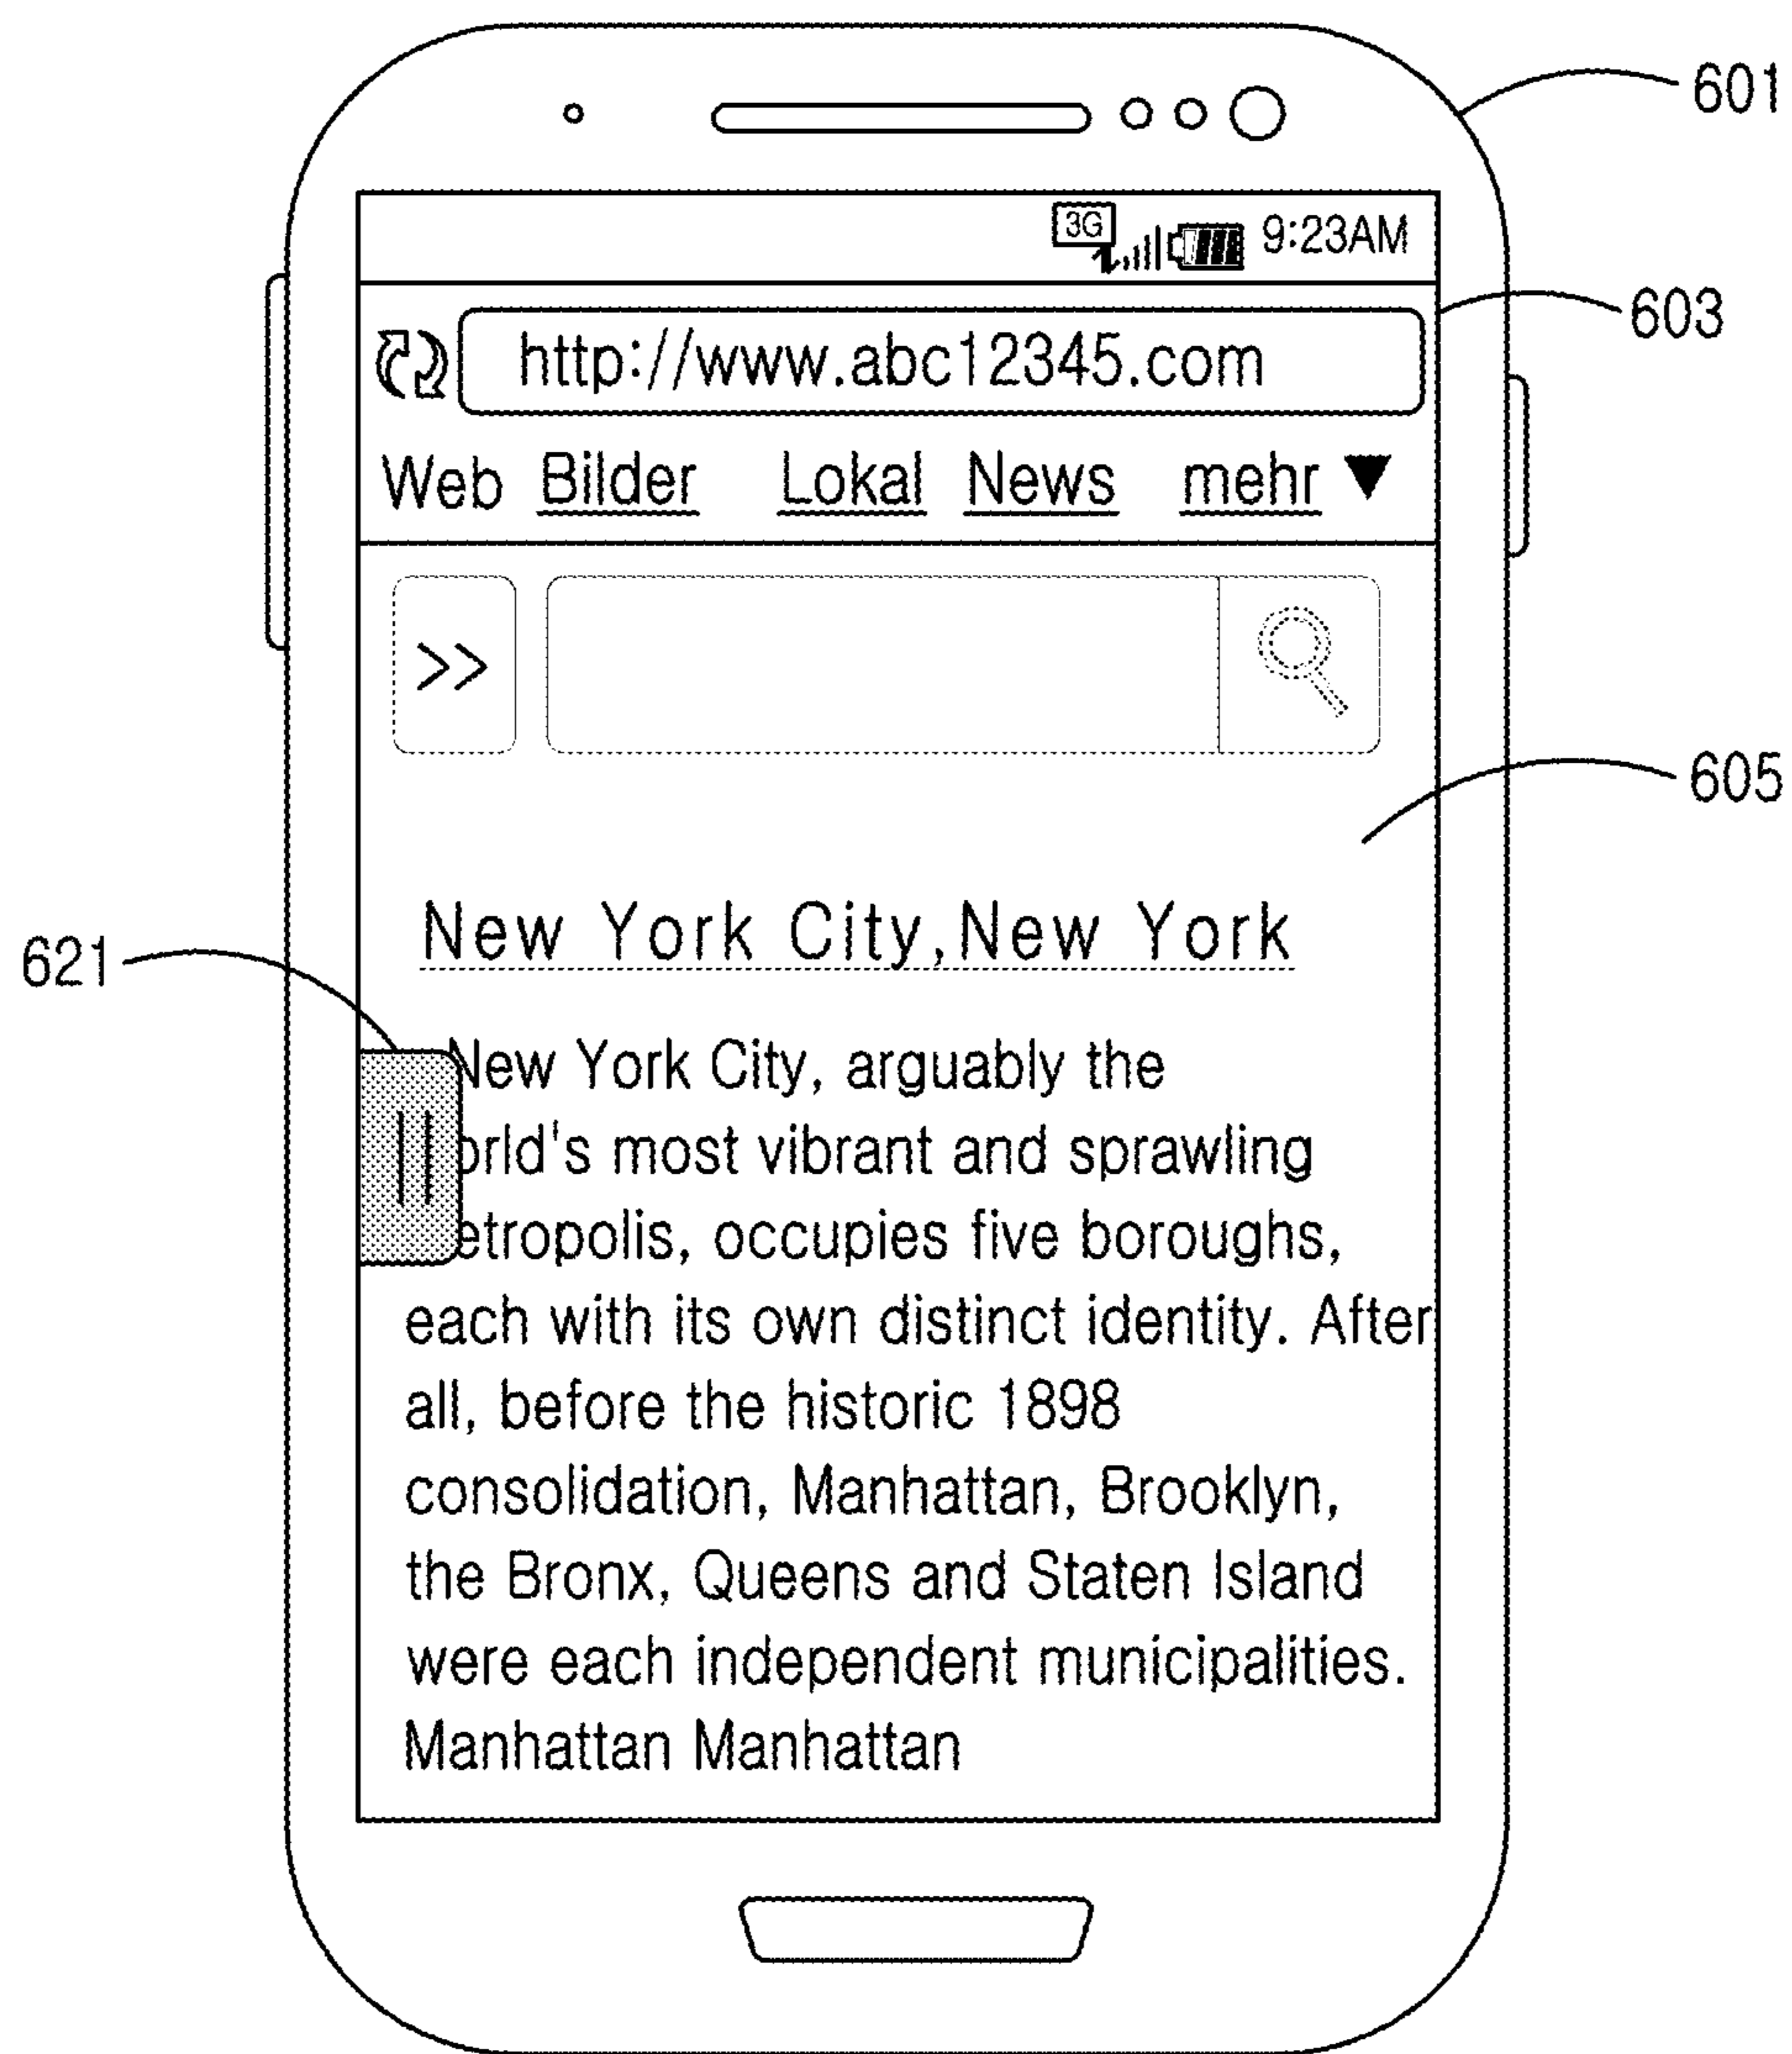 601
3G 9:23AM
603
http://www.abc12345.com
Web Bilder Lokal News mehr ▼
>>
605
New York City,New York
621
New York City, arguably the
orld's most vibrant and sprawling
etropolis, occupies five boroughs,
each with its own distinct identity. After
all, before the historic 1898
consolidation, Manhattan, Brooklyn,
the Bronx, Queens and Staten Island
were each independent municipalities.
Manhattan Manhattan